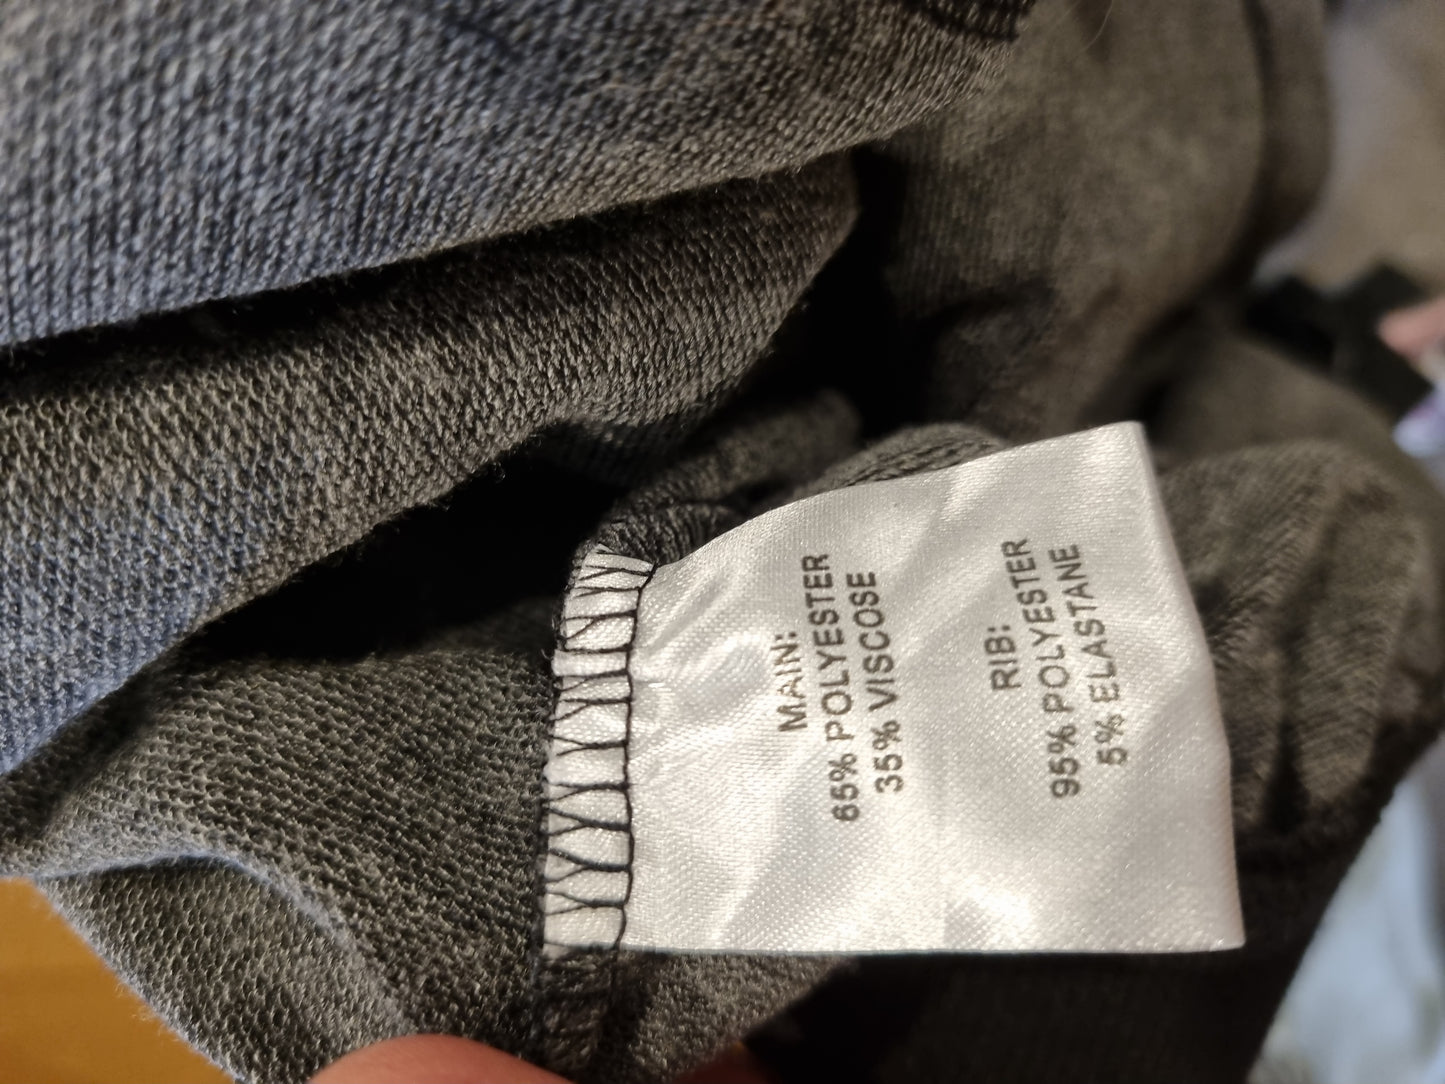 MAIN:
65% POLYESTER
35% VISCOSE
RIB:
95% POLYESTER
5% ELASTANE